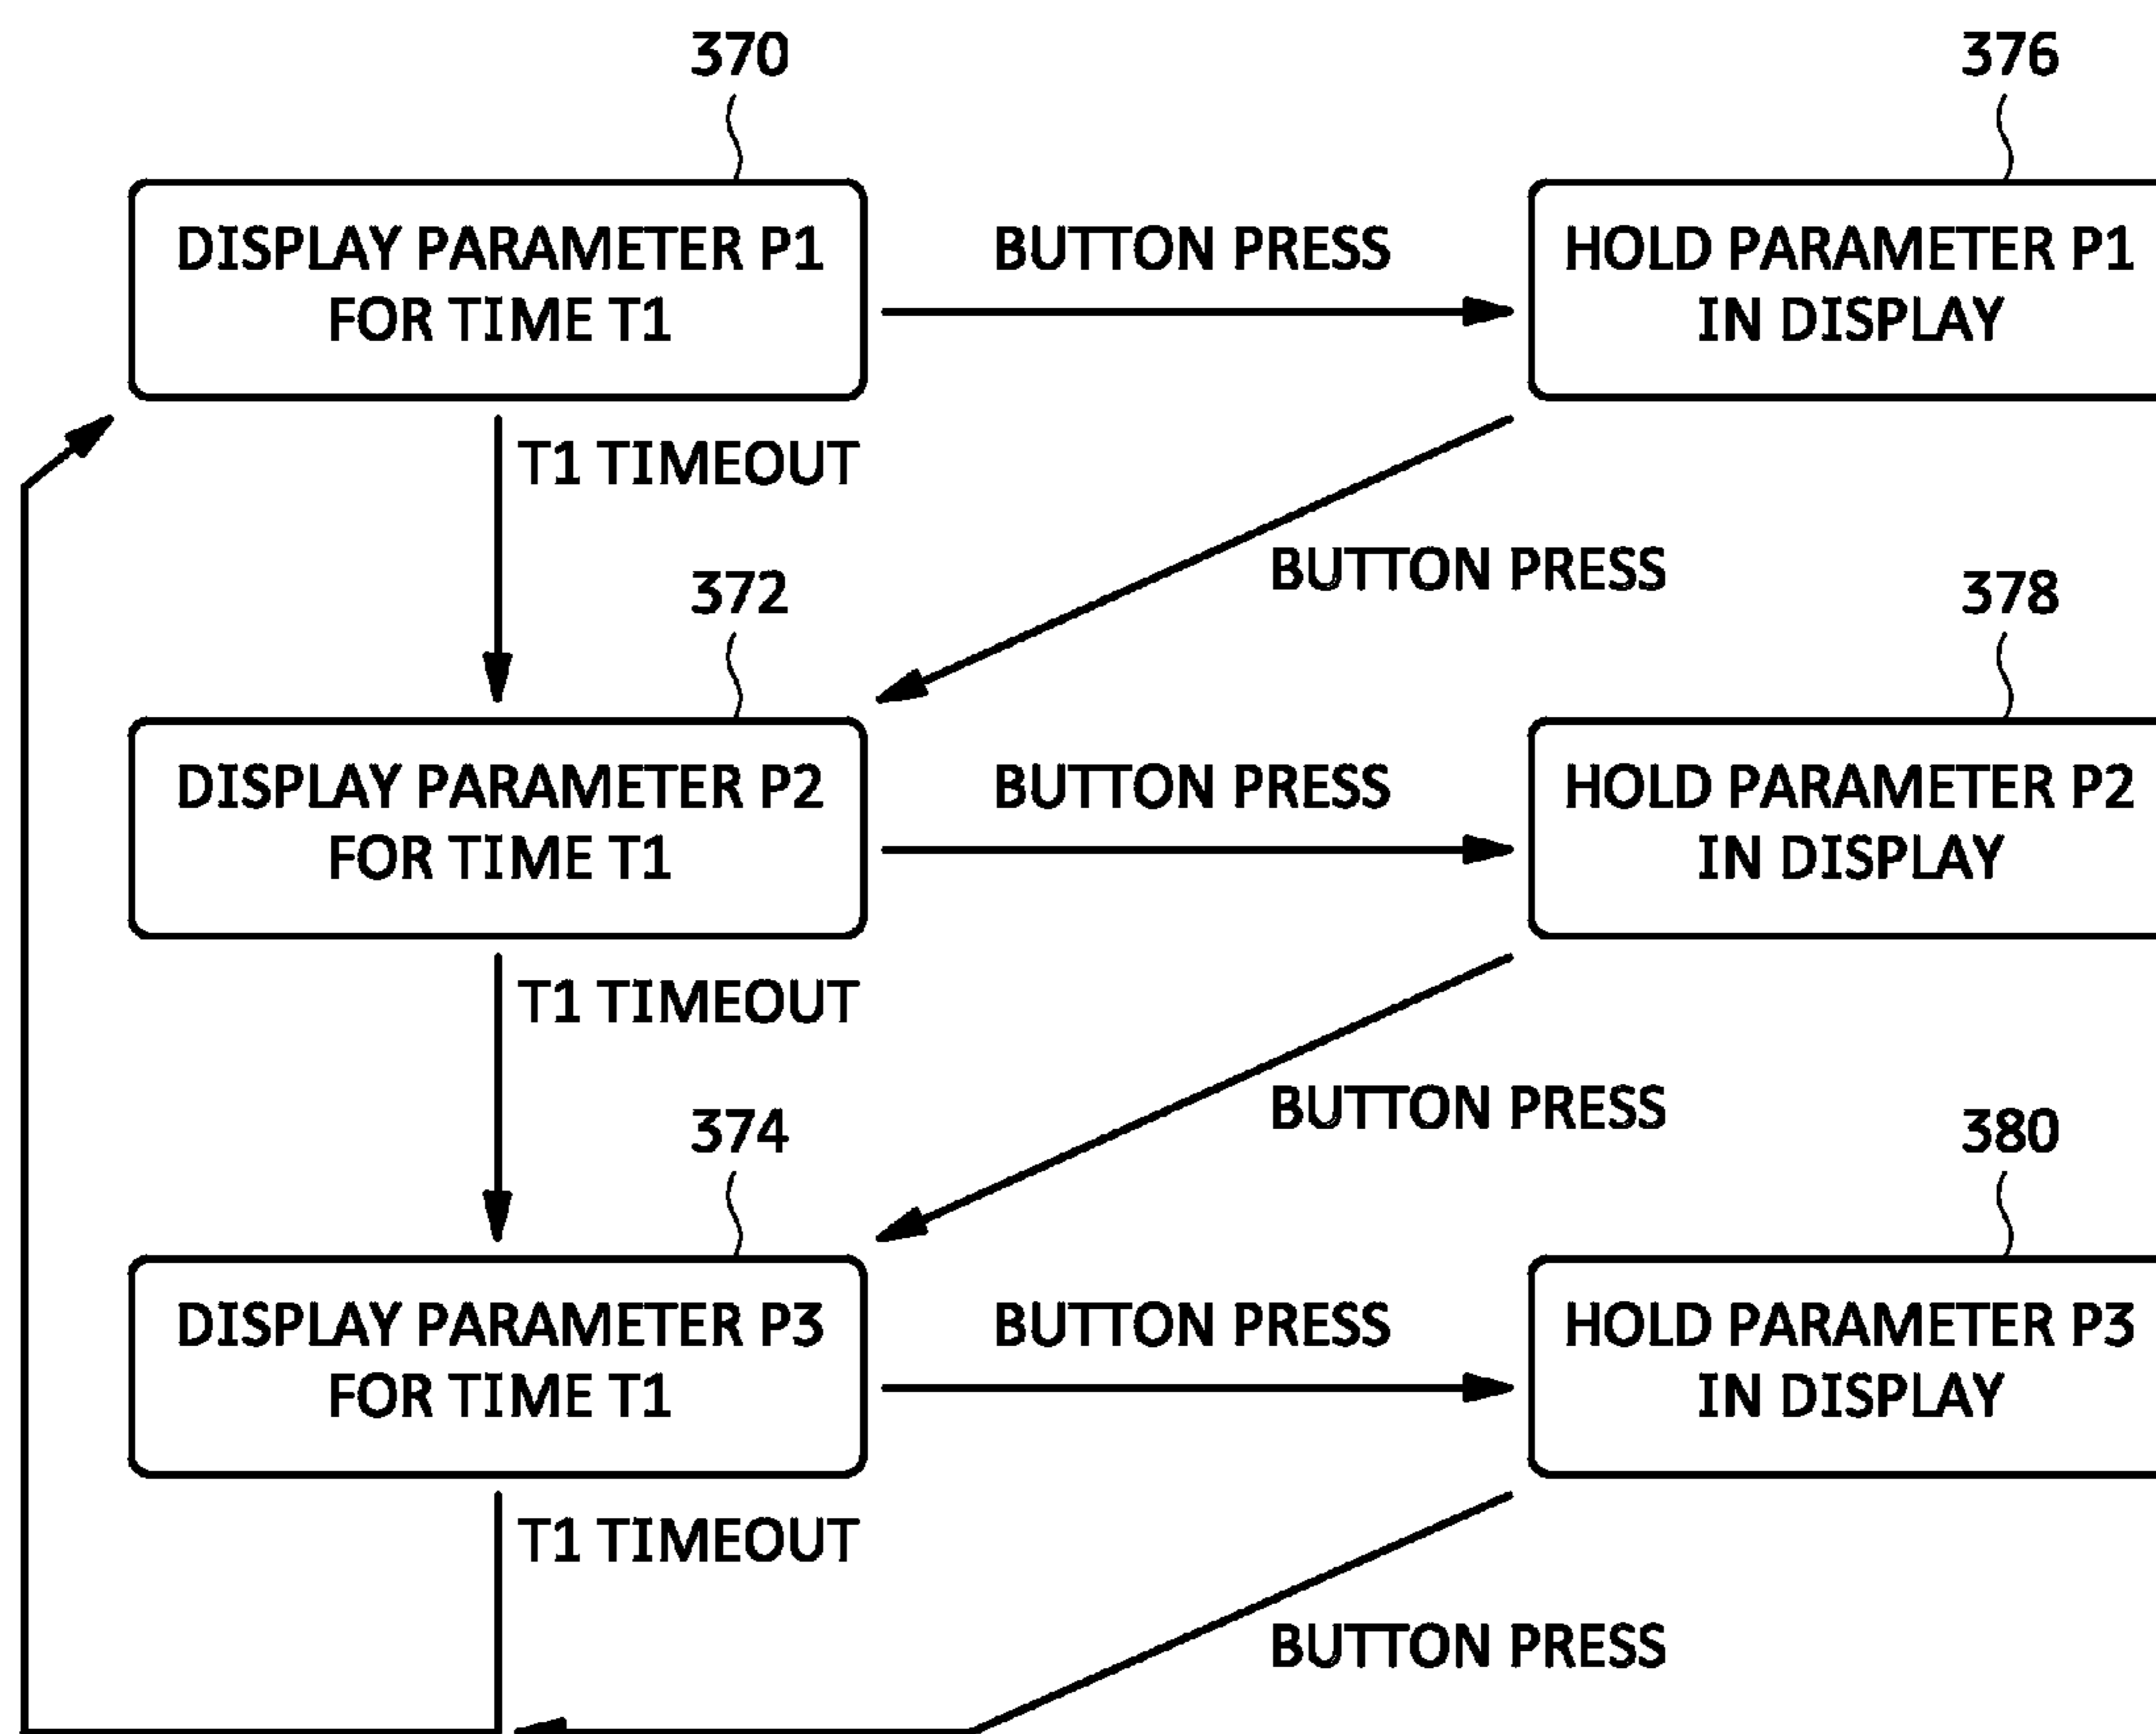 370
376
DISPLAY PARAMETER P1
FOR TIME T1
BUTTON PRESS
HOLD PARAMETER P1
IN DISPLAY
T1 TIMEOUT
BUTTON PRESS
372
378
DISPLAY PARAMETER P2
FOR TIME T1
BUTTON PRESS
HOLD PARAMETER P2
IN DISPLAY
T1 TIMEOUT
BUTTON PRESS
374
380
DISPLAY PARAMETER P3
FOR TIME T1
BUTTON PRESS
HOLD PARAMETER P3
IN DISPLAY
T1 TIMEOUT
BUTTON PRESS